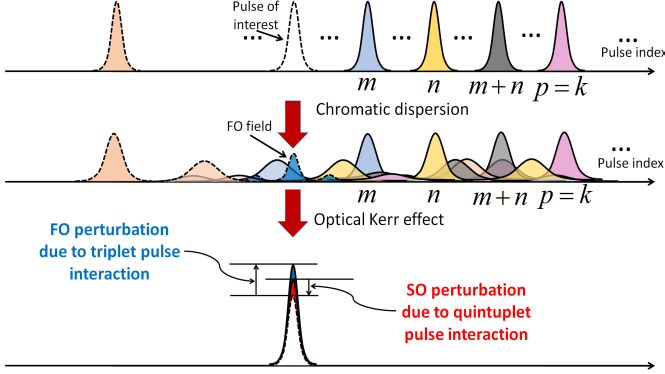 Pulse of
interest
... ... ... ... ...
Pulse index
m n m + n p = k
Chromatic dispersion
FO field
...
Pulse index
m n m + n p = k
Optical Kerr effect
FO perturbation
due to triplet pulse
interaction
SO perturbation
due to quintuplet
pulse interaction